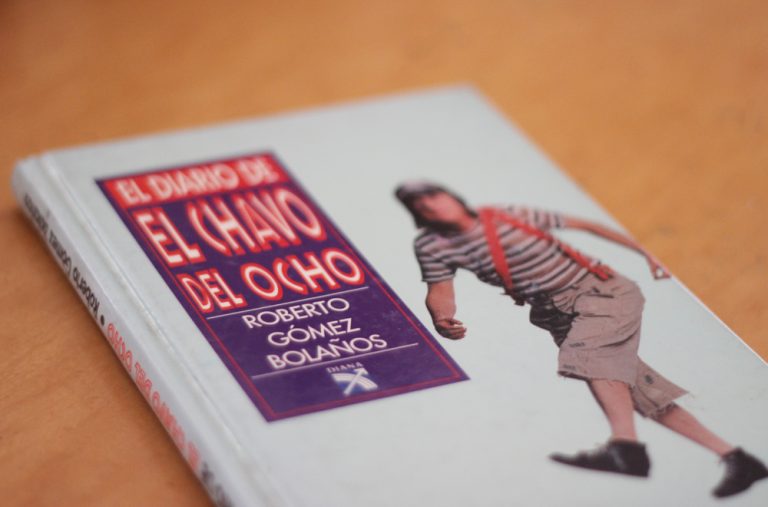 EL DIARIO DE
EL CHAVO
DEL OCHO
ROBERTO
GÓMEZ
BOLAÑOS
DIANA